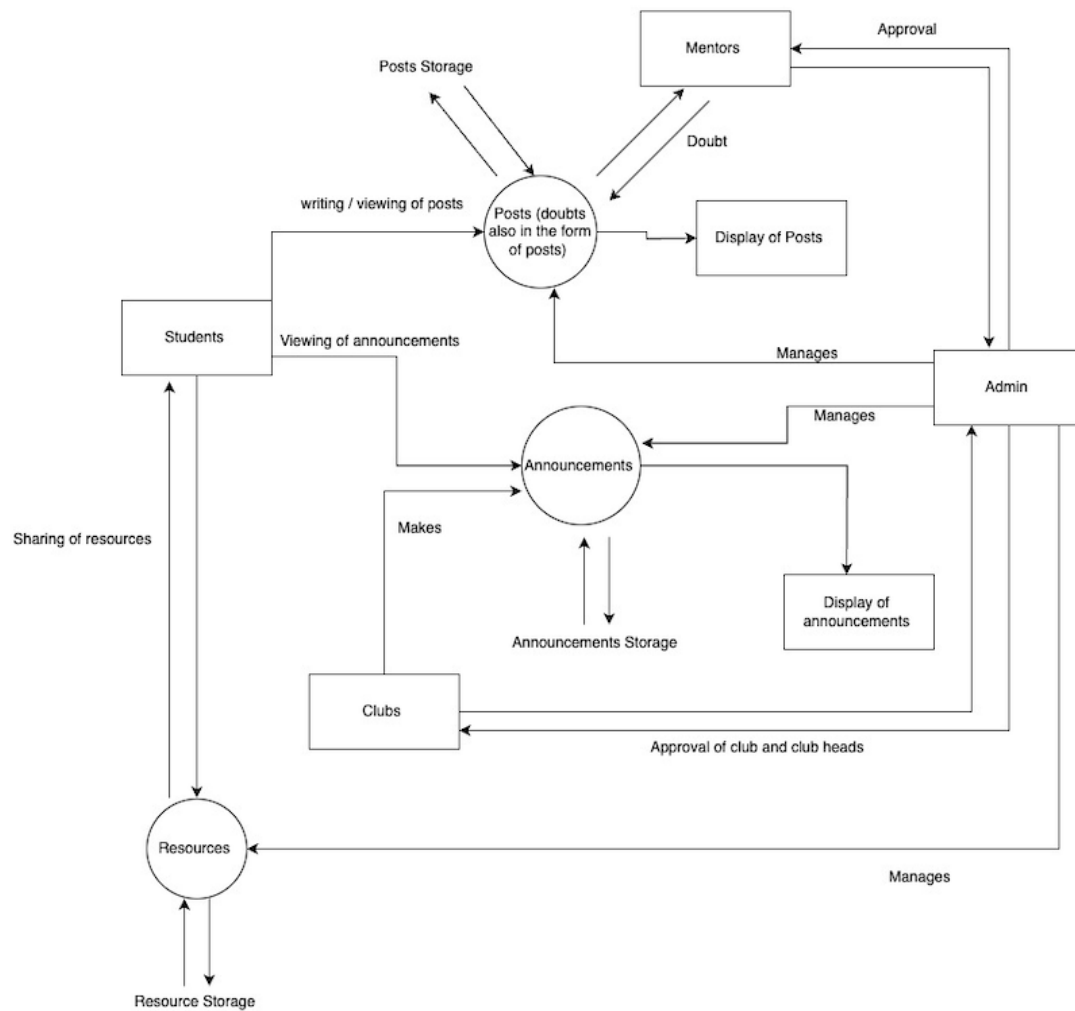 Mentors
Approval
Posts Storage
Doubt
writing / viewing of posts
Posts (doubts
also in the form
of posts)
Display of Posts
Students
Viewing of announcements
Manages
Admin
Manages
Announcements
Makes
Sharing of resources
Display of
announcements
Announcements Storage
Clubs
Approval of club and club heads
Resources
Manages
Resource Storage